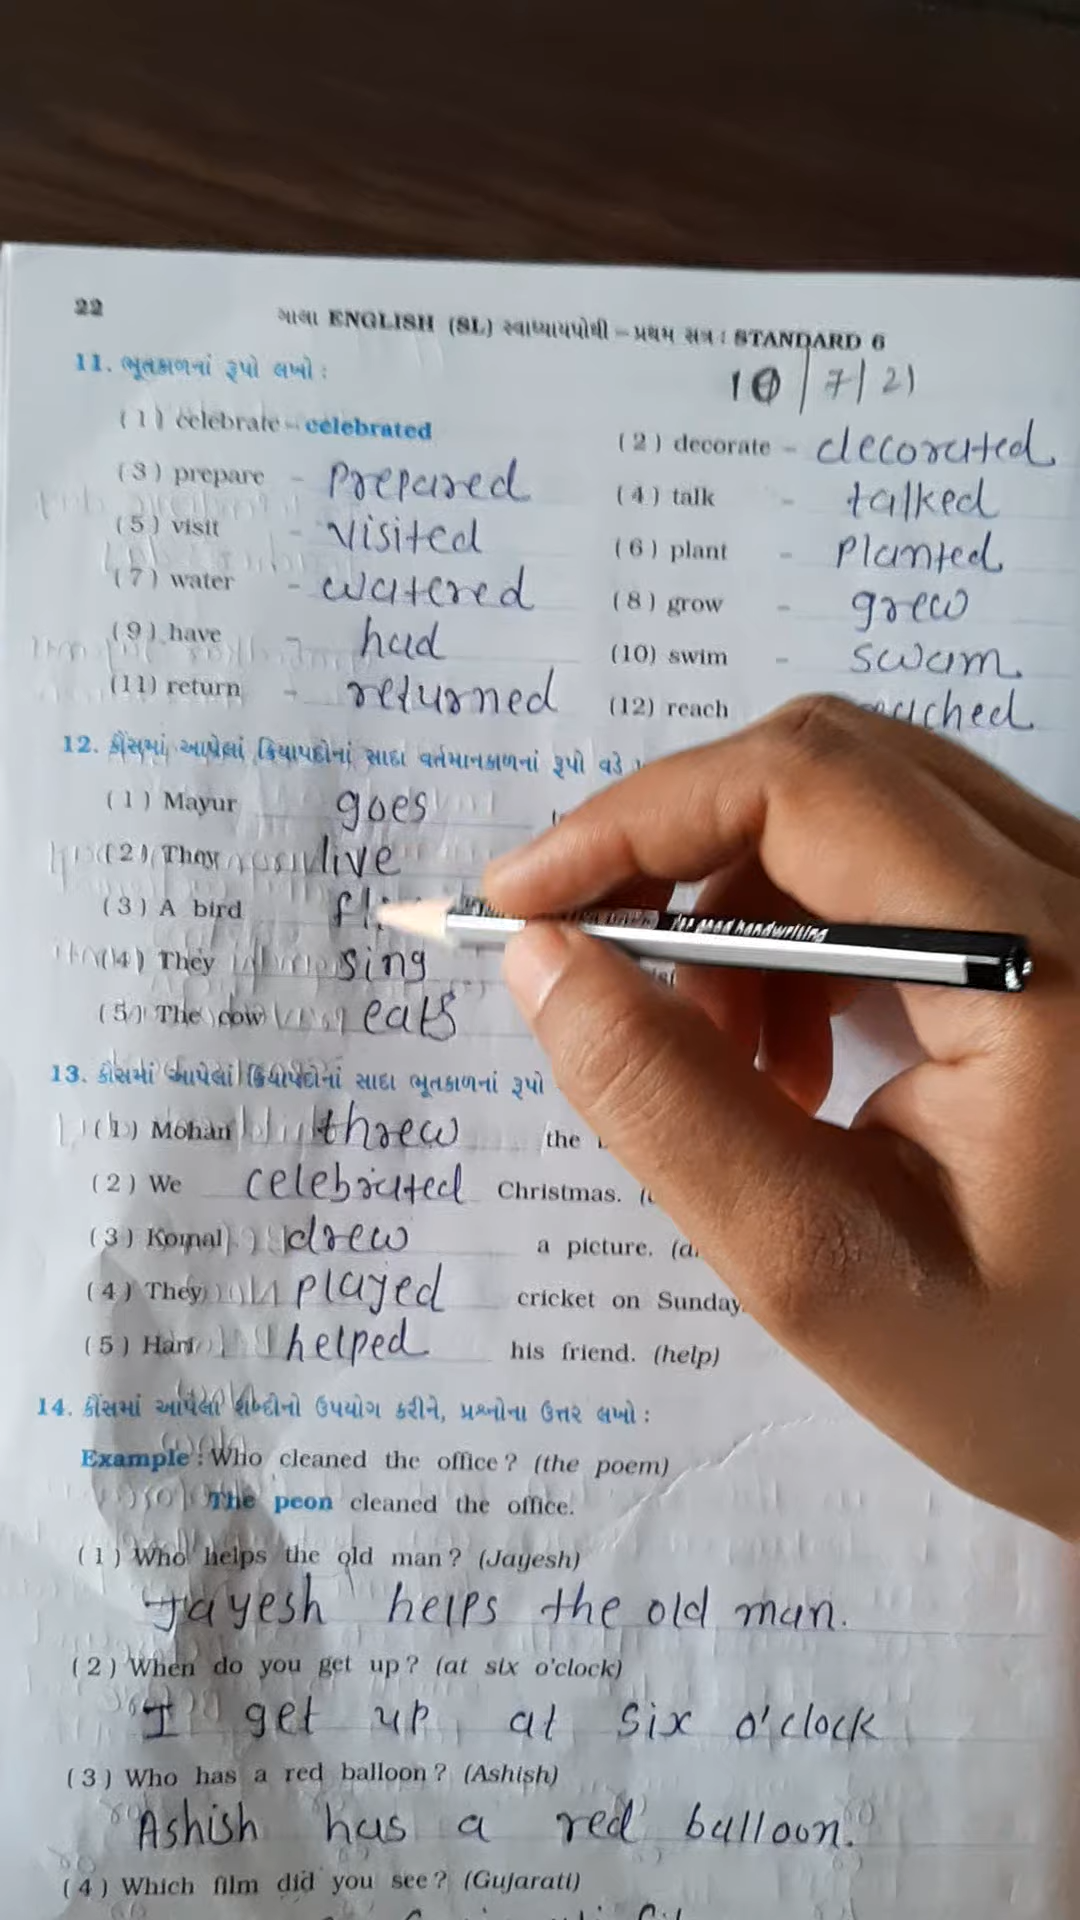 22 ગાલા ENGLISH (SL) સ્વાધ્યાયપોથી – પ્રથમ સત્ર : STANDARD 6
10/7/21
11. ભૂતકાળનાં રૂપો લખો :
(1) celebrate – celebrated (2) decorate – decorated
(3) prepare – prepared (4) talk – talked
(5) visit – visited (6) plant – planted
(7) water – watered (8) grow – grew
(9) have – had (10) swim – swam
(11) return – returned (12) reach
12. કૌંસમાં આપેલાં ક્રિયાપદોનાં સાદા વર્તમાનકાળનાં રૂપો વડે
(1) Mayur goes
(2) They live
(3) A bird
(4) They sing
(5) The cow eats
13. કૌંસમાં આપેલાં ક્રિયાપદોનાં સાદા ભૂતકાળનાં રૂપો
(1) Mohan threw the
(2) We celebrated Christmas.
(3) Komal drew a picture.
(4) They played cricket on Sunday
(5) Hari helped his friend. (help)
14. કૌંસમાં આપેલા શબ્દોનો ઉપયોગ કરીને, પ્રશ્નોના ઉત્તર લખો :
Example : Who cleaned the office? (the poem)
The peon cleaned the office.
(1) Who helps the old man? (Jayesh)
Jayesh helps the old man.
(2) When do you get up? (at six o'clock)
I get up at six o'clock
(3) Who has a red balloon? (Ashish)
Ashish has a red balloon.
(4) Which film did you see? (Gujarati)
for good handwriting